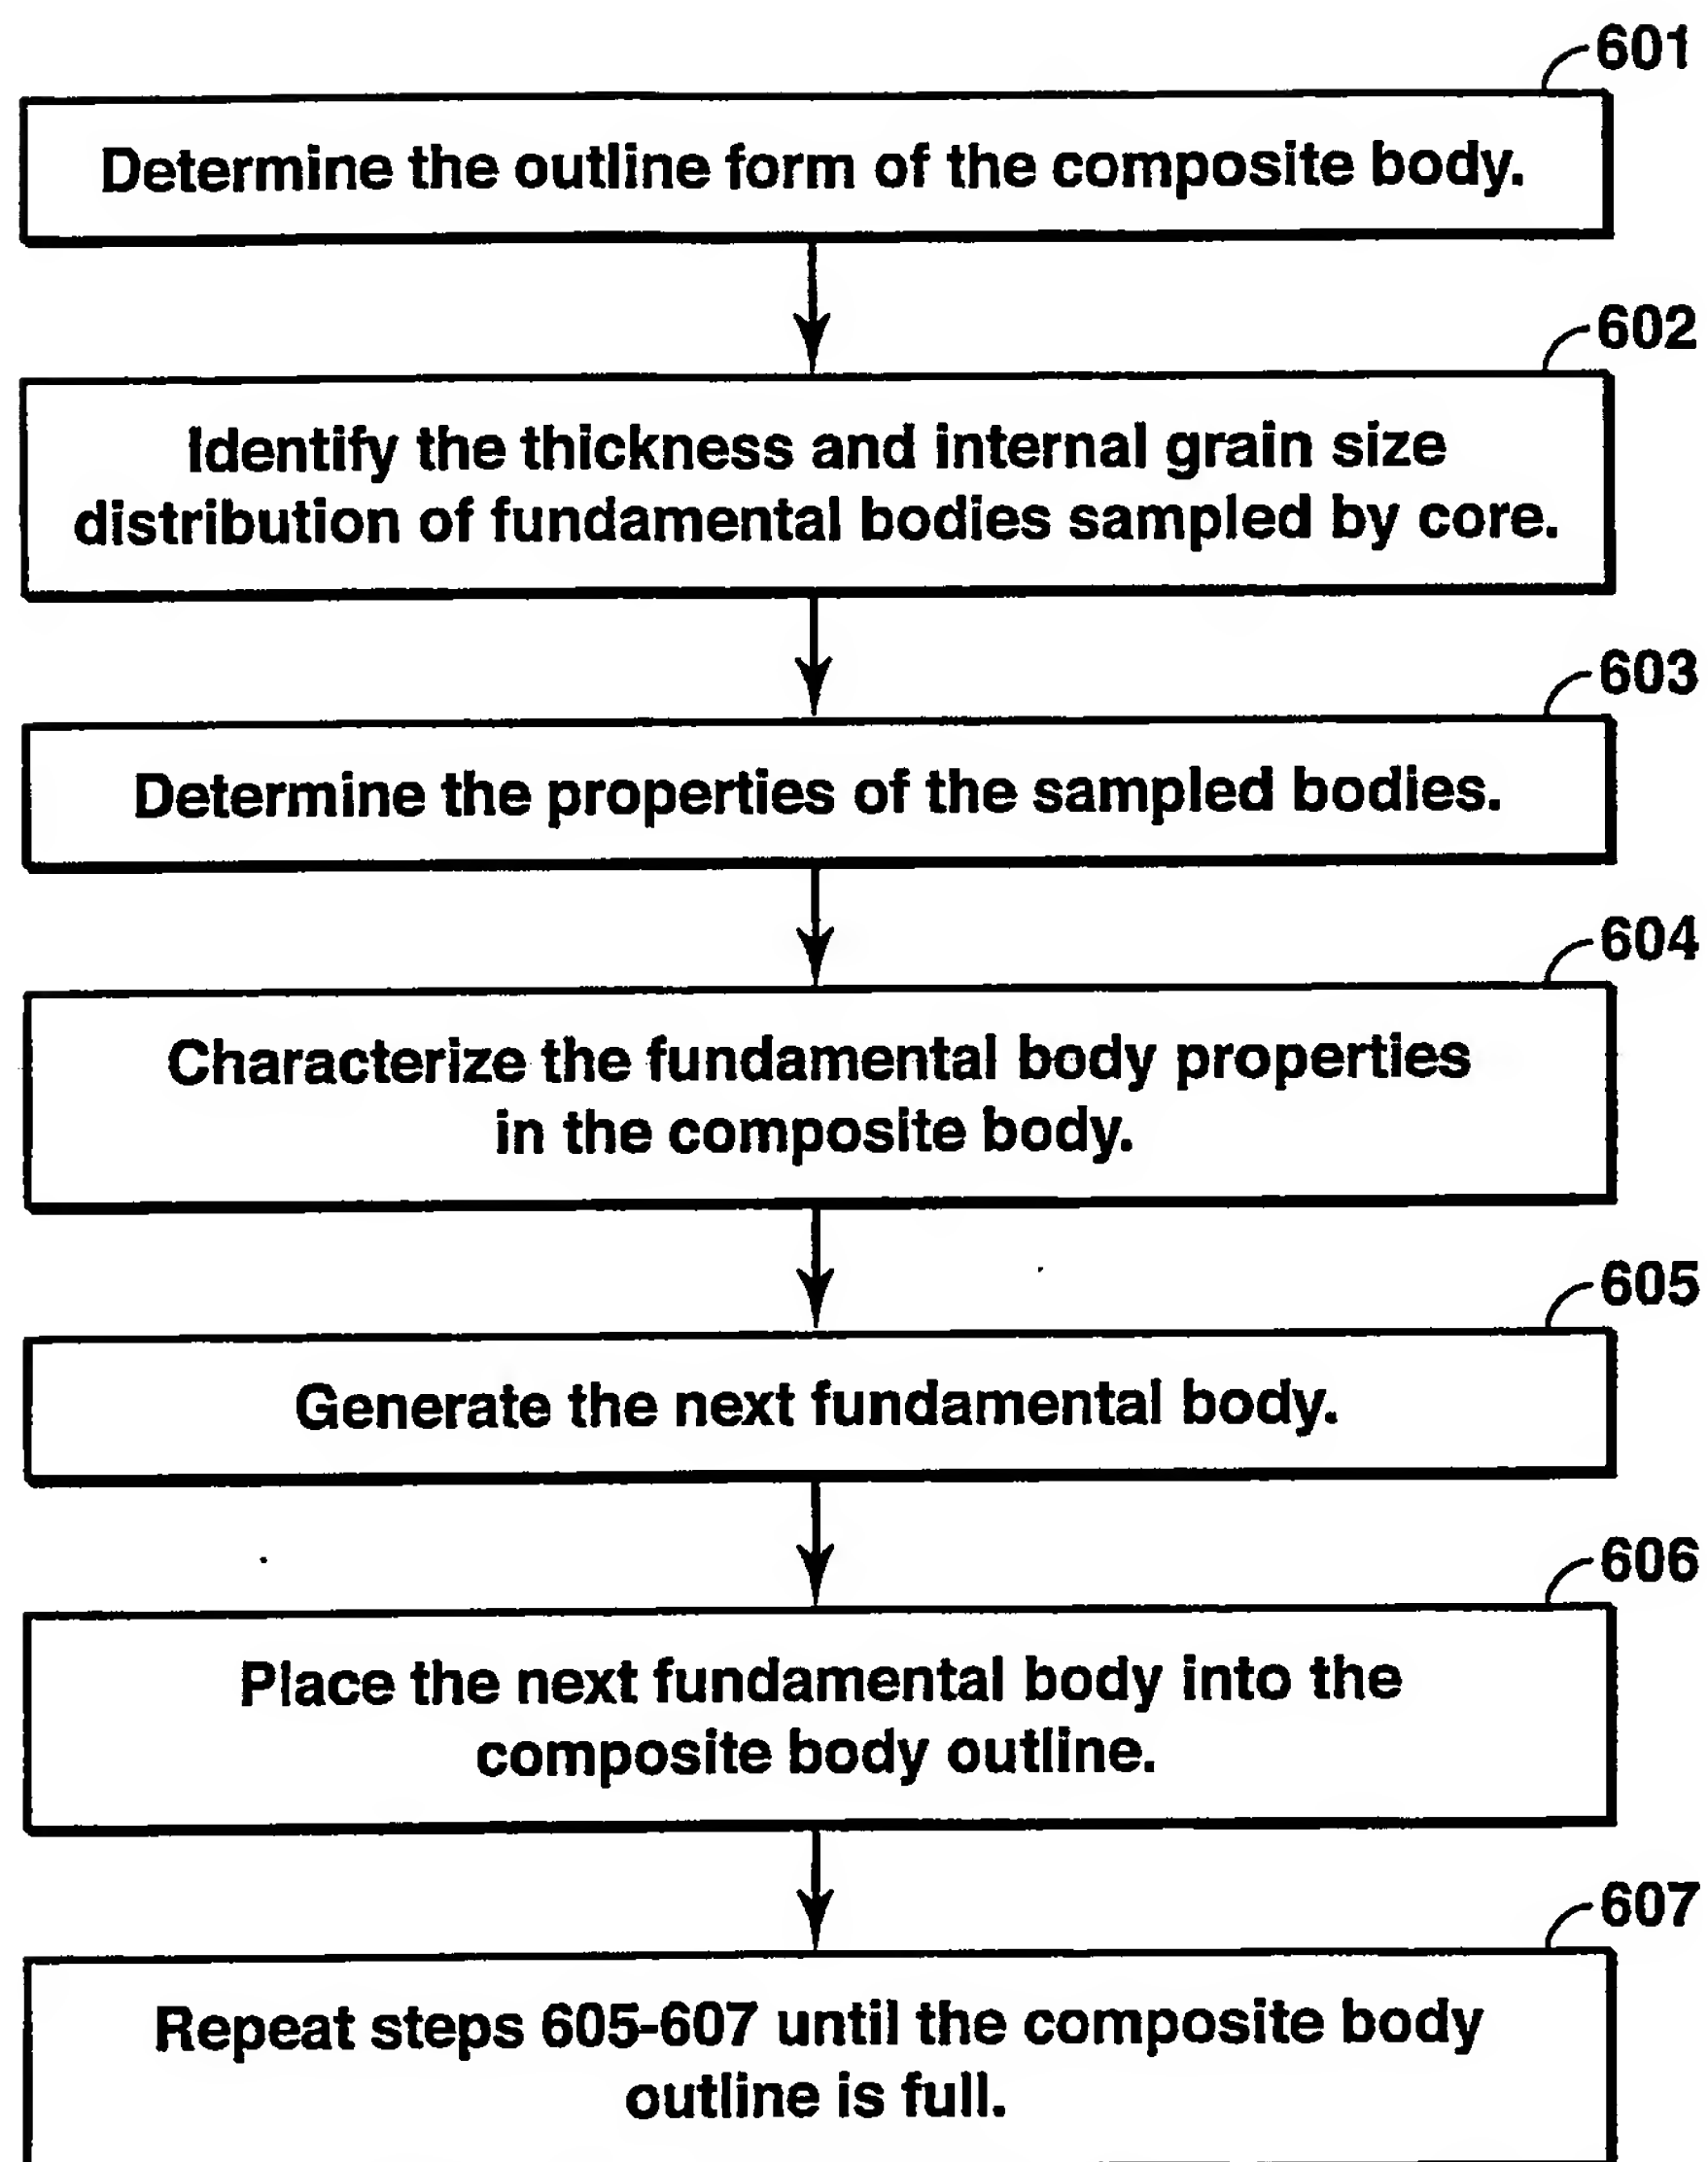 601
Determine the outline form of the composite body.
602
Identify the thickness and internal grain size
distribution of fundamental bodies sampled by core.
603
Determine the properties of the sampled bodies.
604
Characterize the fundamental body properties
in the composite body.
605
Generate the next fundamental body.
606
Place the next fundamental body into the
composite body outline.
607
Repeat steps 605-607 until the composite body
outline is full.